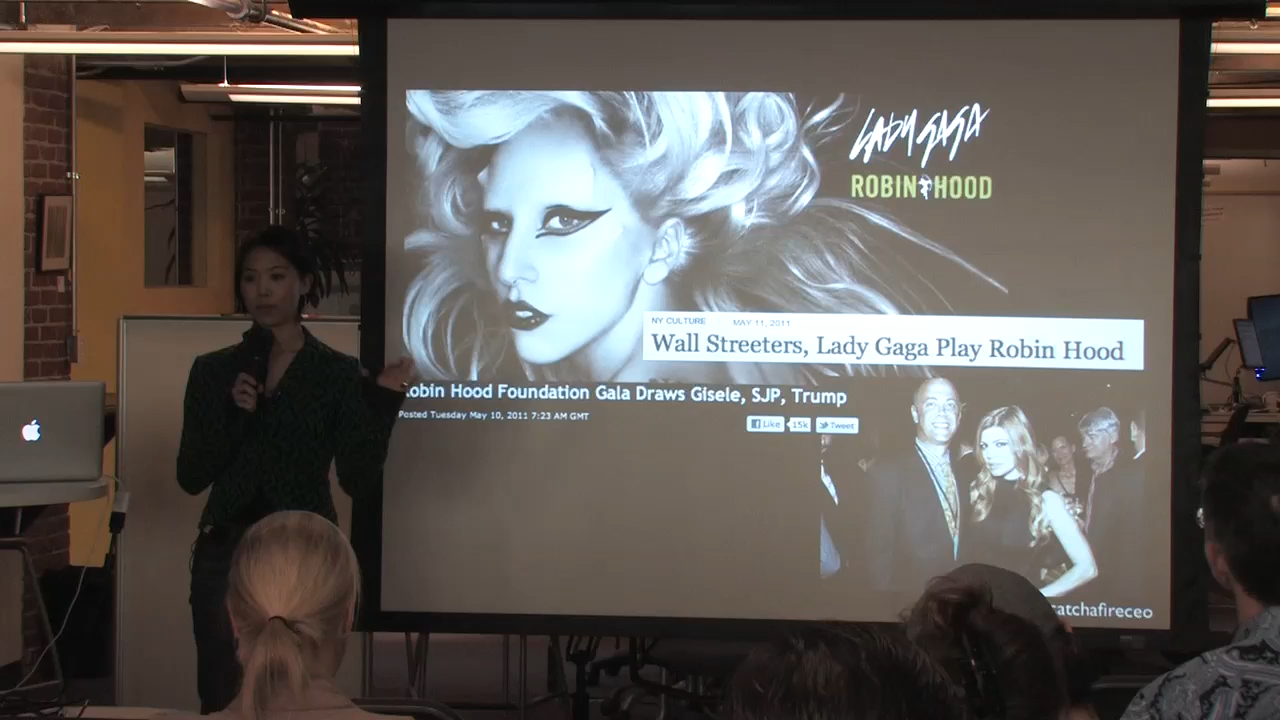 LADY GAGA
ROBIN HOOD
NY CULTURE MAY 11, 2011
Wall Streeters, Lady Gaga Play Robin Hood
obin Hood Foundation Gala Draws Gisele, SJP, Trump
Posted Tuesday May 10, 2011 7:23 AM GMT
Like 15k Tweet
catchafireceo